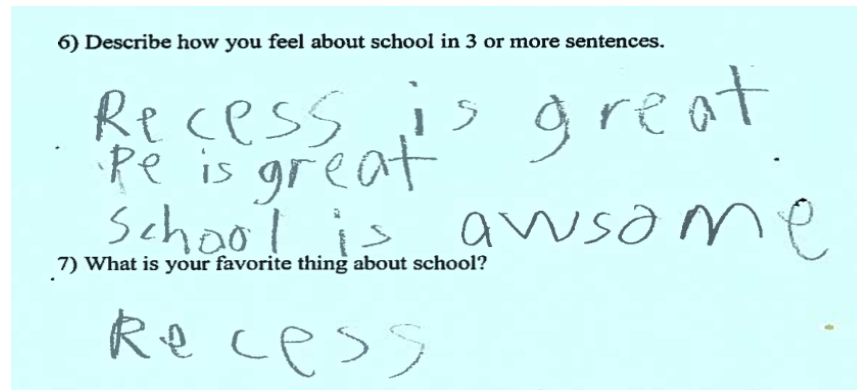 6) Describe how you feel about school in 3 or more sentences.
Recess is great
Pe is great
School is awsome
7) What is your favorite thing about school?
Recess